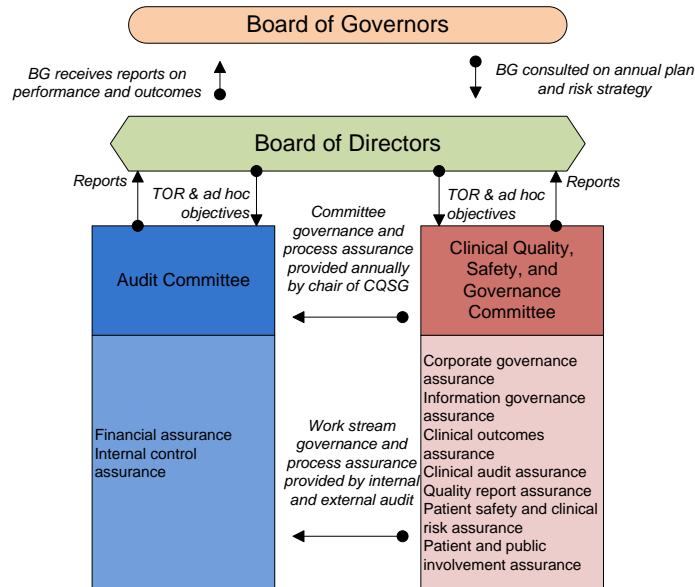 Board of Governors
BG receives reports on
performance and outcomes
BG consulted on annual plan
and risk strategy
Board of Directors
Reports
TOR & ad hoc
objectives
TOR & ad hoc
objectives
Reports
Audit Committee
Committee
governance and
process assurance
provided annually
by chair of CQSG
Clinical Quality,
Safety, and
Governance
Committee
Financial assurance
Internal control
assurance
Work stream
governance and
process assurance
provided by internal
and external audit
Corporate governance
assurance
Information governance
assurance
Clinical outcomes
assurance
Clinical audit assurance
Quality report assurance
Patient safety and clinical
risk assurance
Patient and public
involvement assurance